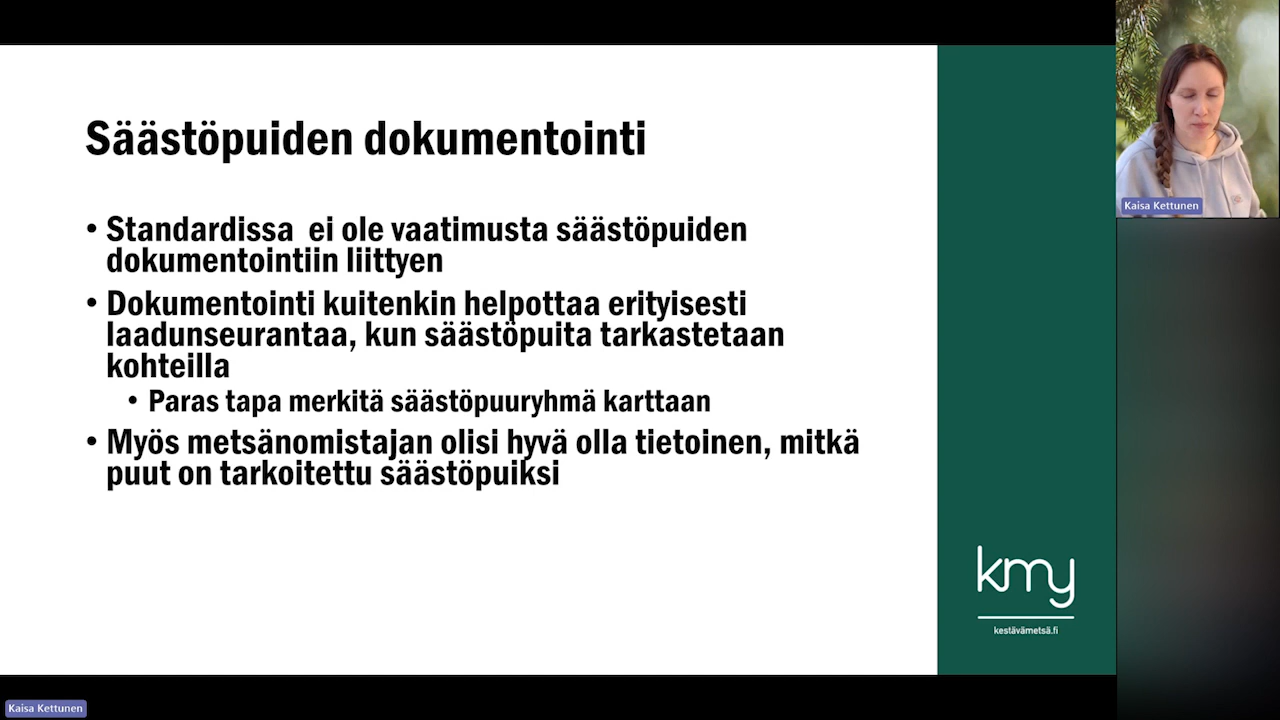 Säästöpuiden dokumentointi
• Standardissa ei ole vaatimusta säästöpuiden
dokumentointiin liittyen
• Dokumentointi kuitenkin helpottaa erityisesti
laadunseurantaa, kun säästöpuita tarkastetaan
kohteilla
• Paras tapa merkitä säästöpuuryhmä karttaan
• Myös metsänomistajan olisi hyvä olla tietoinen, mitkä
puut on tarkoitettu säästöpuiksi
kmy
kestävämetsä.fi
Kaisa Kettunen
Kaisa Kettunen